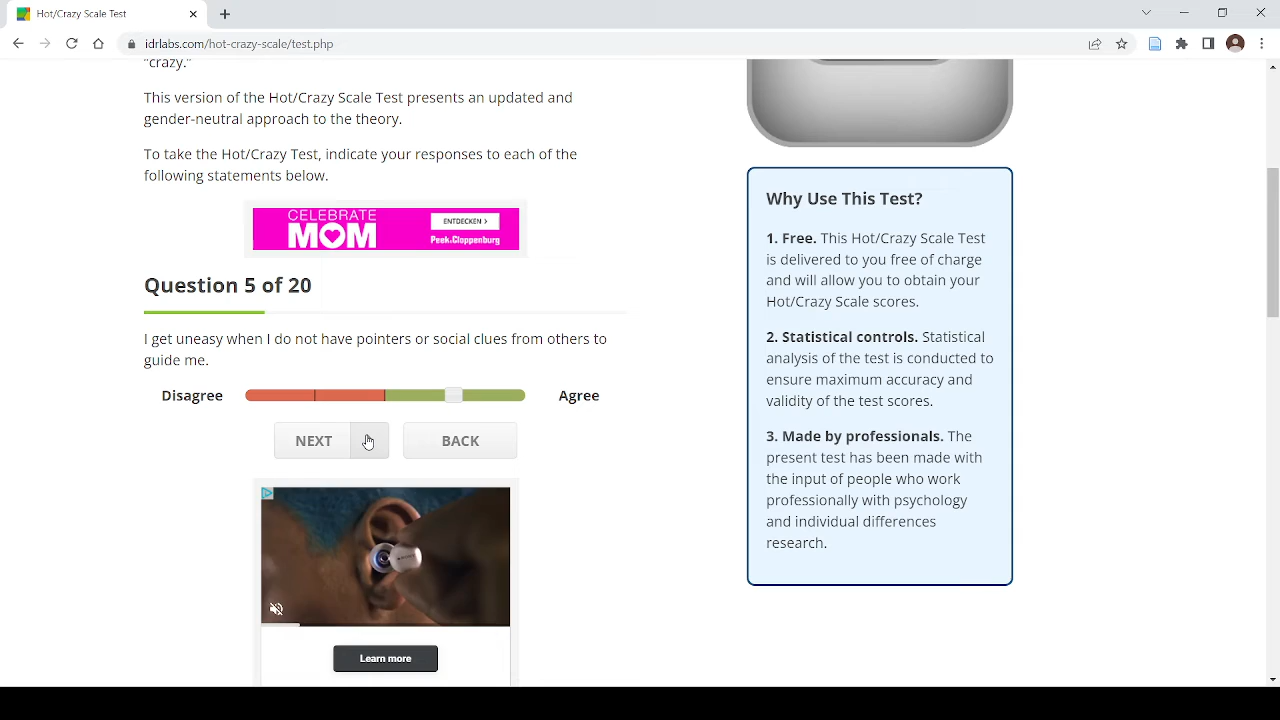 Hot/Crazy Scale Test
idrlabs.com/hot-crazy-scale/test.php
"crazy."
This version of the Hot/Crazy Scale Test presents an updated and
gender-neutral approach to the theory.
To take the Hot/Crazy Test, indicate your responses to each of the
following statements below.
CELEBRATE
MOM
ENTDECKEN >
Peek&Cloppenburg
Question 5 of 20
I get uneasy when I do not have pointers or social clues from others to
guide me.
Disagree
Agree
NEXT
BACK
Learn more
Why Use This Test?
1. Free. This Hot/Crazy Scale Test
is delivered to you free of charge
and will allow you to obtain your
Hot/Crazy Scale scores.
2. Statistical controls. Statistical
analysis of the test is conducted to
ensure maximum accuracy and
validity of the test scores.
3. Made by professionals. The
present test has been made with
the input of people who work
professionally with psychology
and individual differences
research.